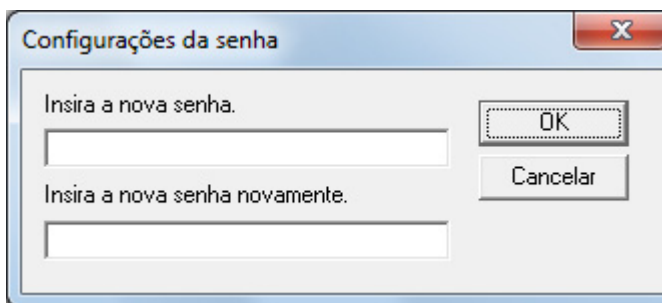 Configurações da senha
Insira a nova senha.
OK
Cancelar
Insira a nova senha novamente.